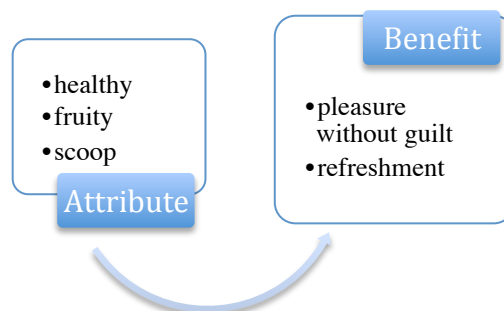 •healthy
•fruity
•scoop
Attribute
Benefit
•pleasure
without guilt
•refreshment